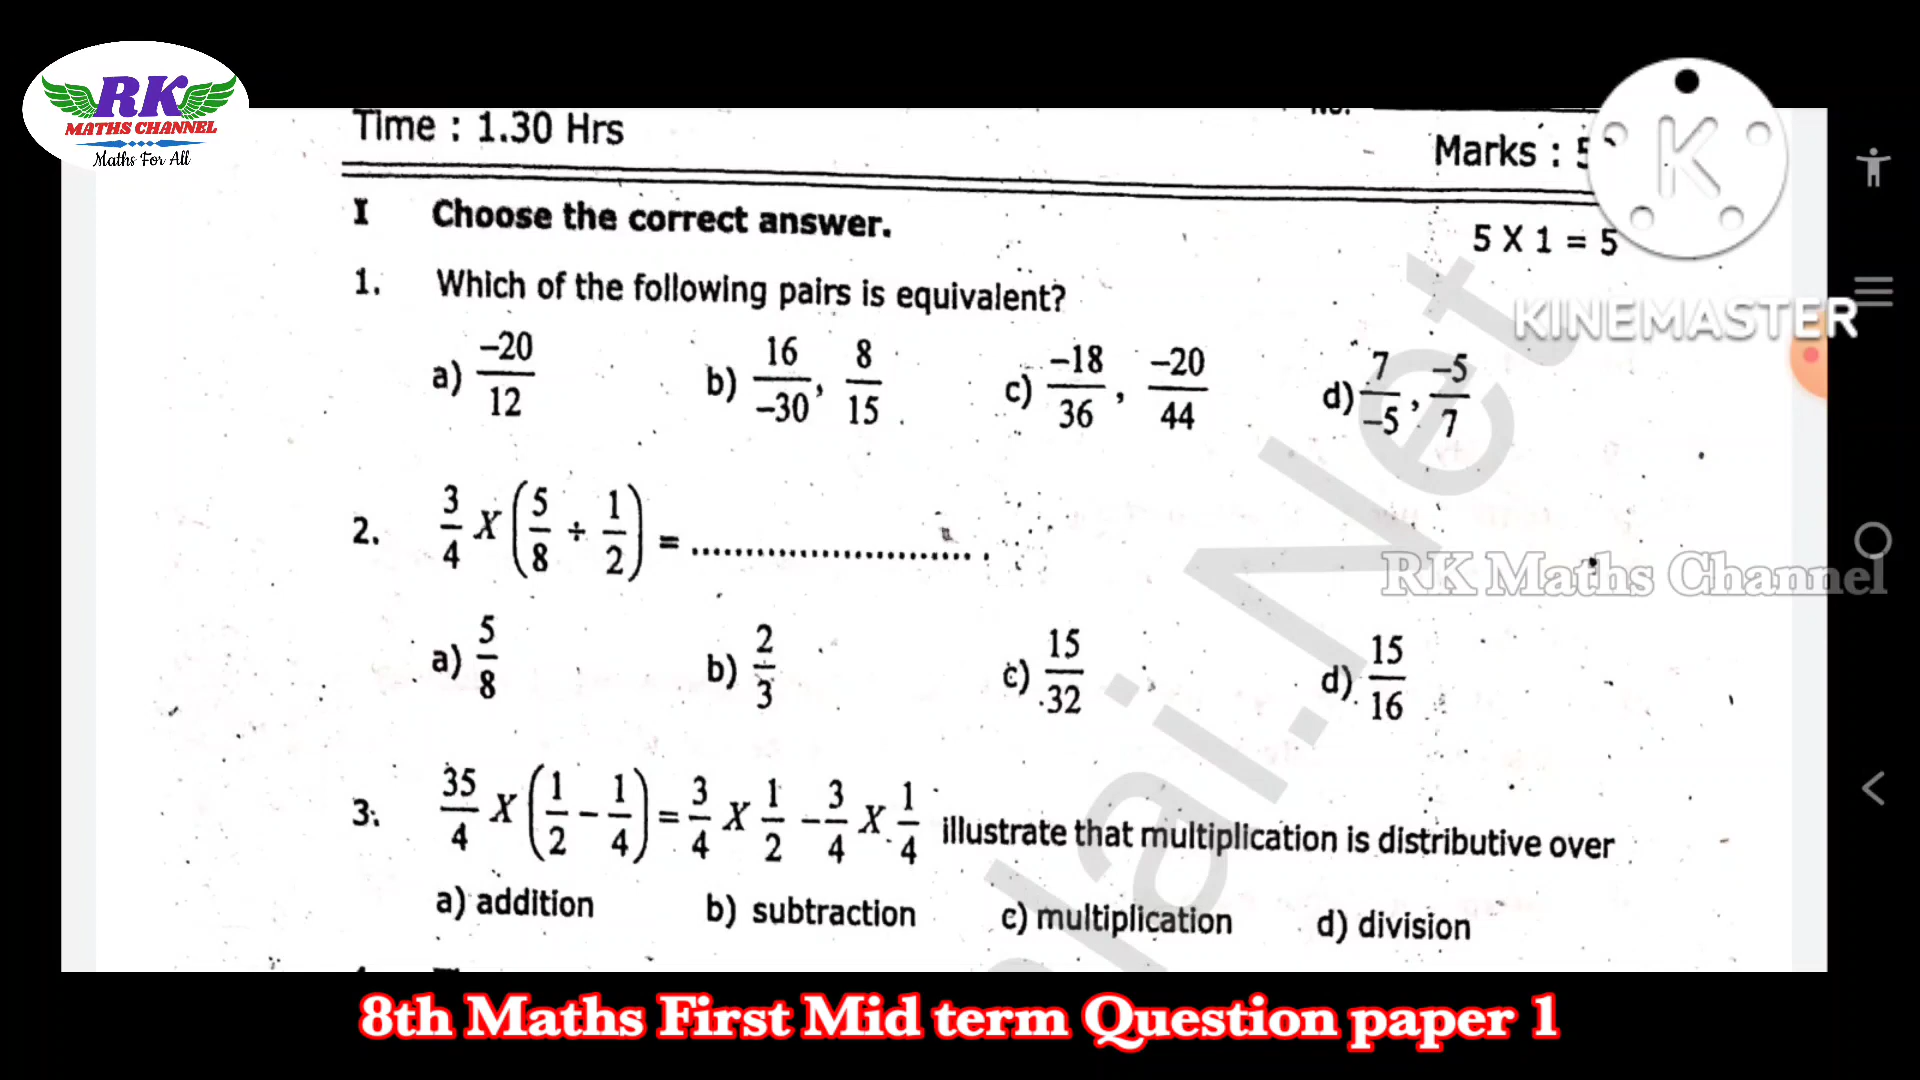 RK
MATHS CHANNEL
Maths For All
Time : 1.30 Hrs
Marks : 5
K
KINEMASTER
I Choose the correct answer. 5 X 1 = 5
1. Which of the following pairs is equivalent?
a) -20/12 b) 16/-30, 8/15 c) -18/36, -20/44 d) 7/-5, -5/7
2. 3/4 X (5/8 ÷ 1/2) = ...........................
RK Maths Channel
a) 5/8 b) 2/3 c) 15/32 d) 15/16
3. 35/4 X (1/2 - 1/4) = 3/4 X 1/2 - 3/4 X 1/4 illustrate that multiplication is distributive over
a) addition b) subtraction c) multiplication d) division
8th Maths First Mid term Question paper 1